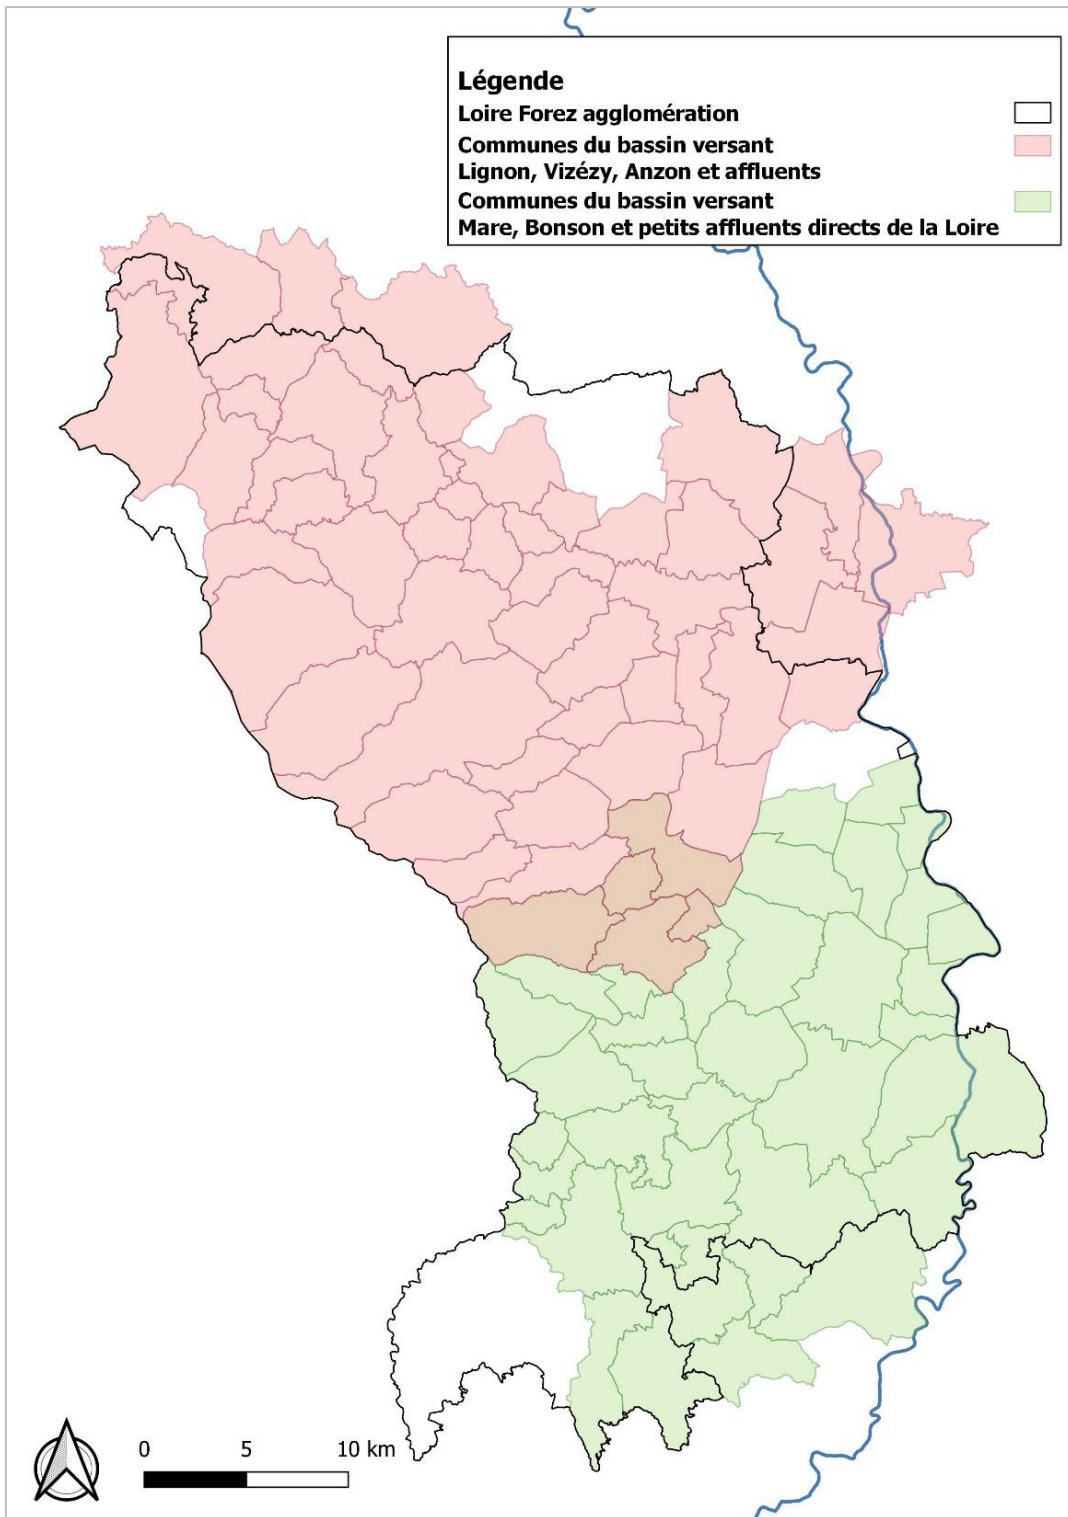 Légende
Loire Forez agglomération
Communes du bassin versant
Lignon, Vizézy, Anzon et affluents
Communes du bassin versant
Mare, Bonson et petits affluents directs de la Loire
0 5 10 km